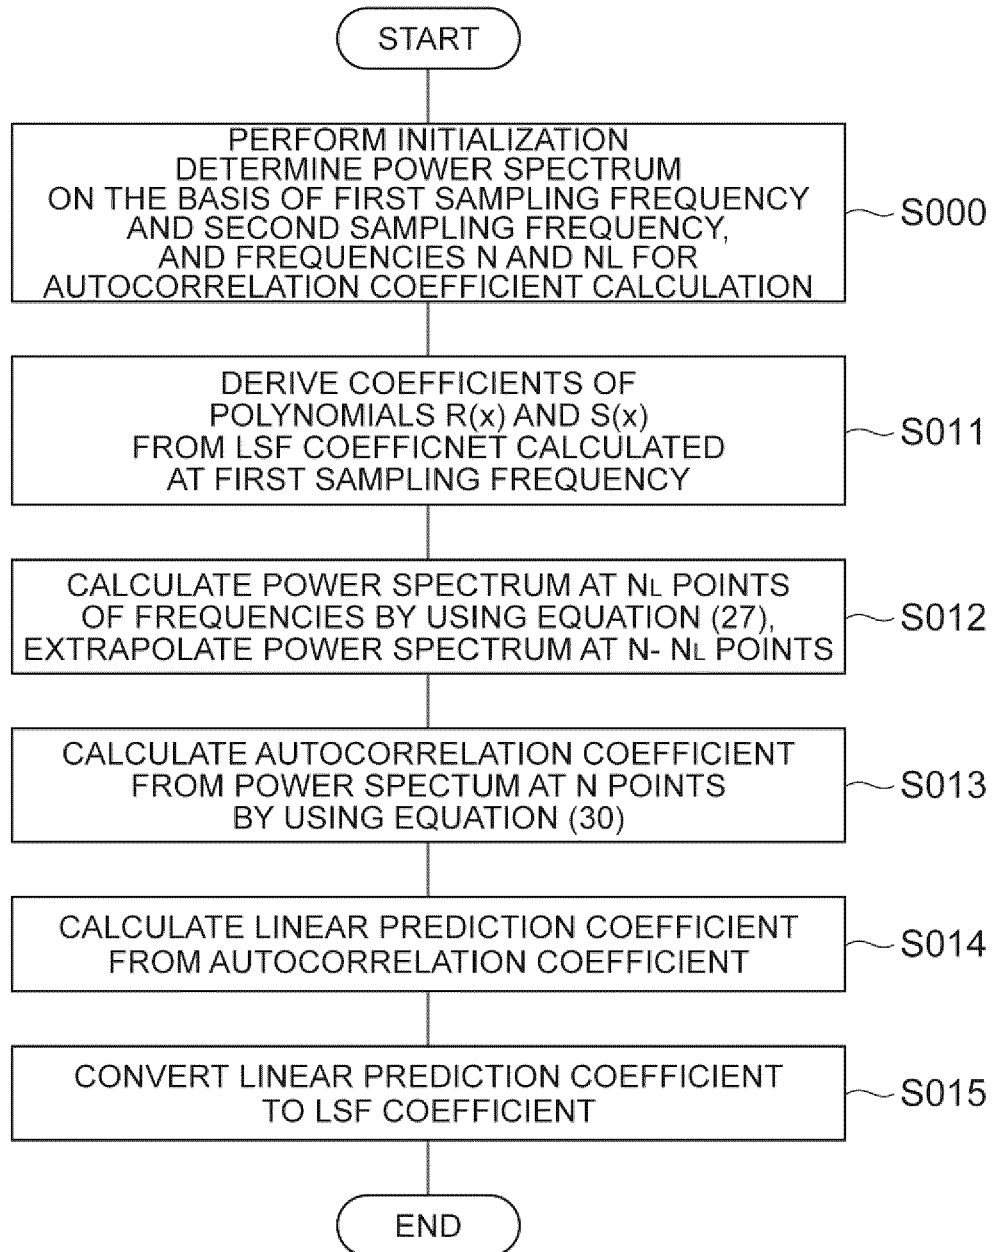 START
PERFORM INITIALIZATION
DETERMINE POWER SPECTRUM
ON THE BASIS OF FIRST SAMPLING FREQUENCY
AND SECOND SAMPLING FREQUENCY,
AND FREQUENCIES N AND NL FOR
AUTOCORRELATION COEFFICIENT CALCULATION
S000
DERIVE COEFFICIENTS OF
POLYNOMIALS R(x) AND S(x)
FROM LSF COEFFICNET CALCULATED
AT FIRST SAMPLING FREQUENCY
S011
CALCULATE POWER SPECTRUM AT NL POINTS
OF FREQUENCIES BY USING EQUATION (27),
EXTRAPOLATE POWER SPECTRUM AT N- NL POINTS
S012
CALCULATE AUTOCORRELATION COEFFICIENT
FROM POWER SPECTUM AT N POINTS
BY USING EQUATION (30)
S013
CALCULATE LINEAR PREDICTION COEFFICIENT
FROM AUTOCORRELATION COEFFICIENT
S014
CONVERT LINEAR PREDICTION COEFFICIENT
TO LSF COEFFICIENT
S015
END